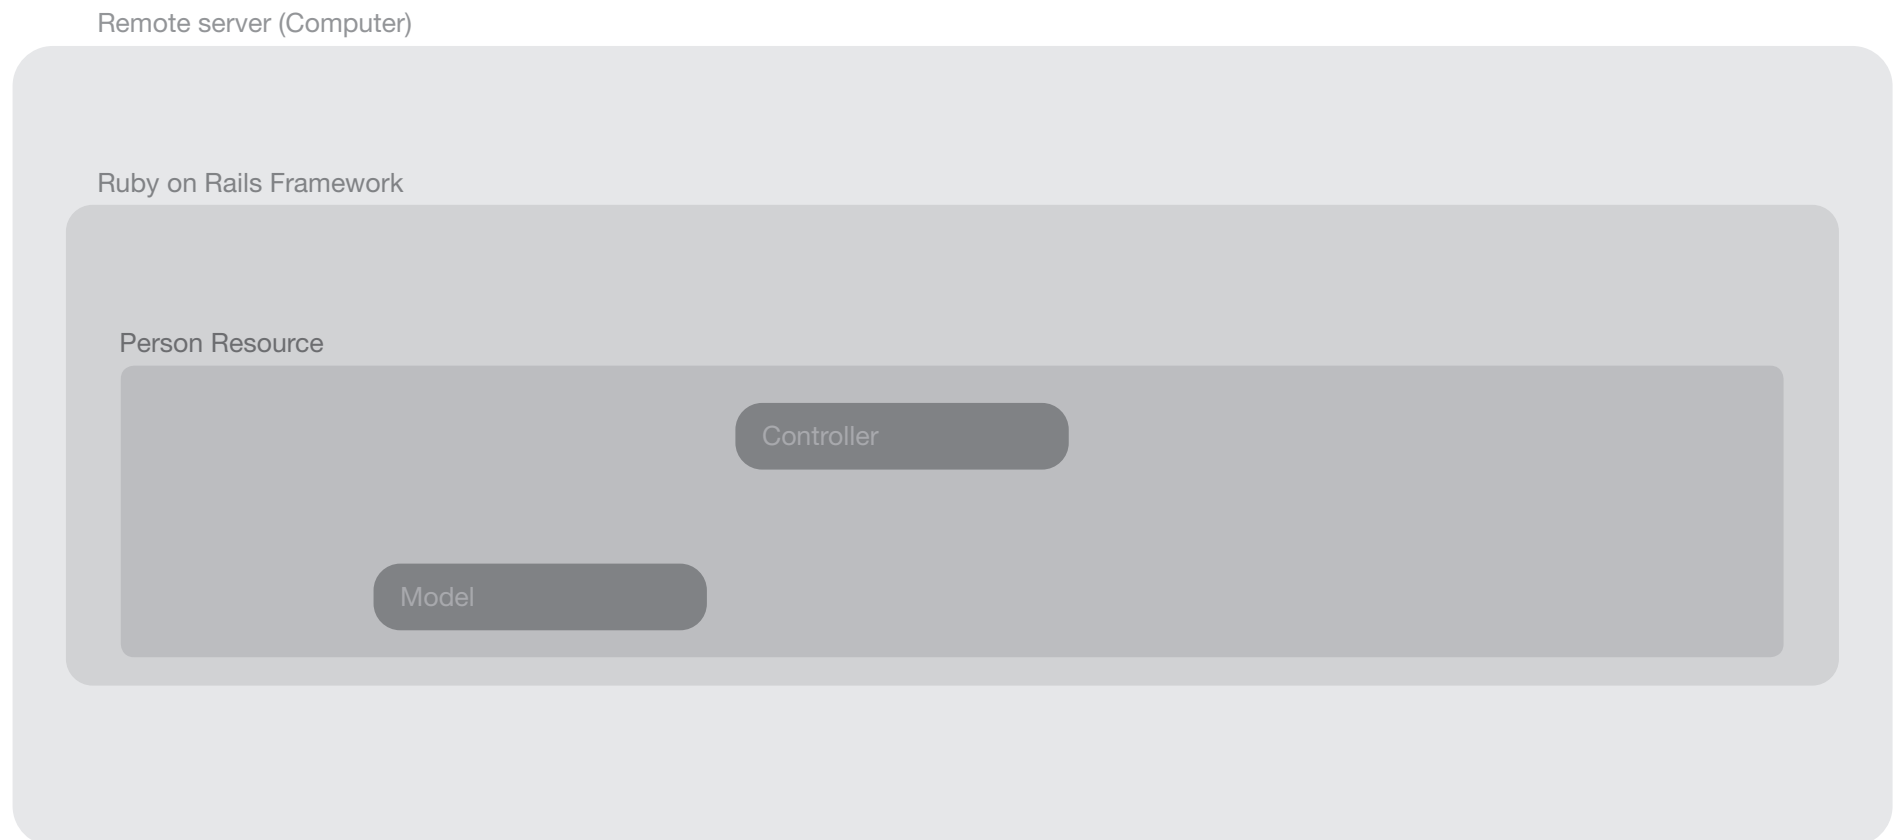 Remote server (Computer)
Ruby on Rails Framework
Person Resource
Controller
Model